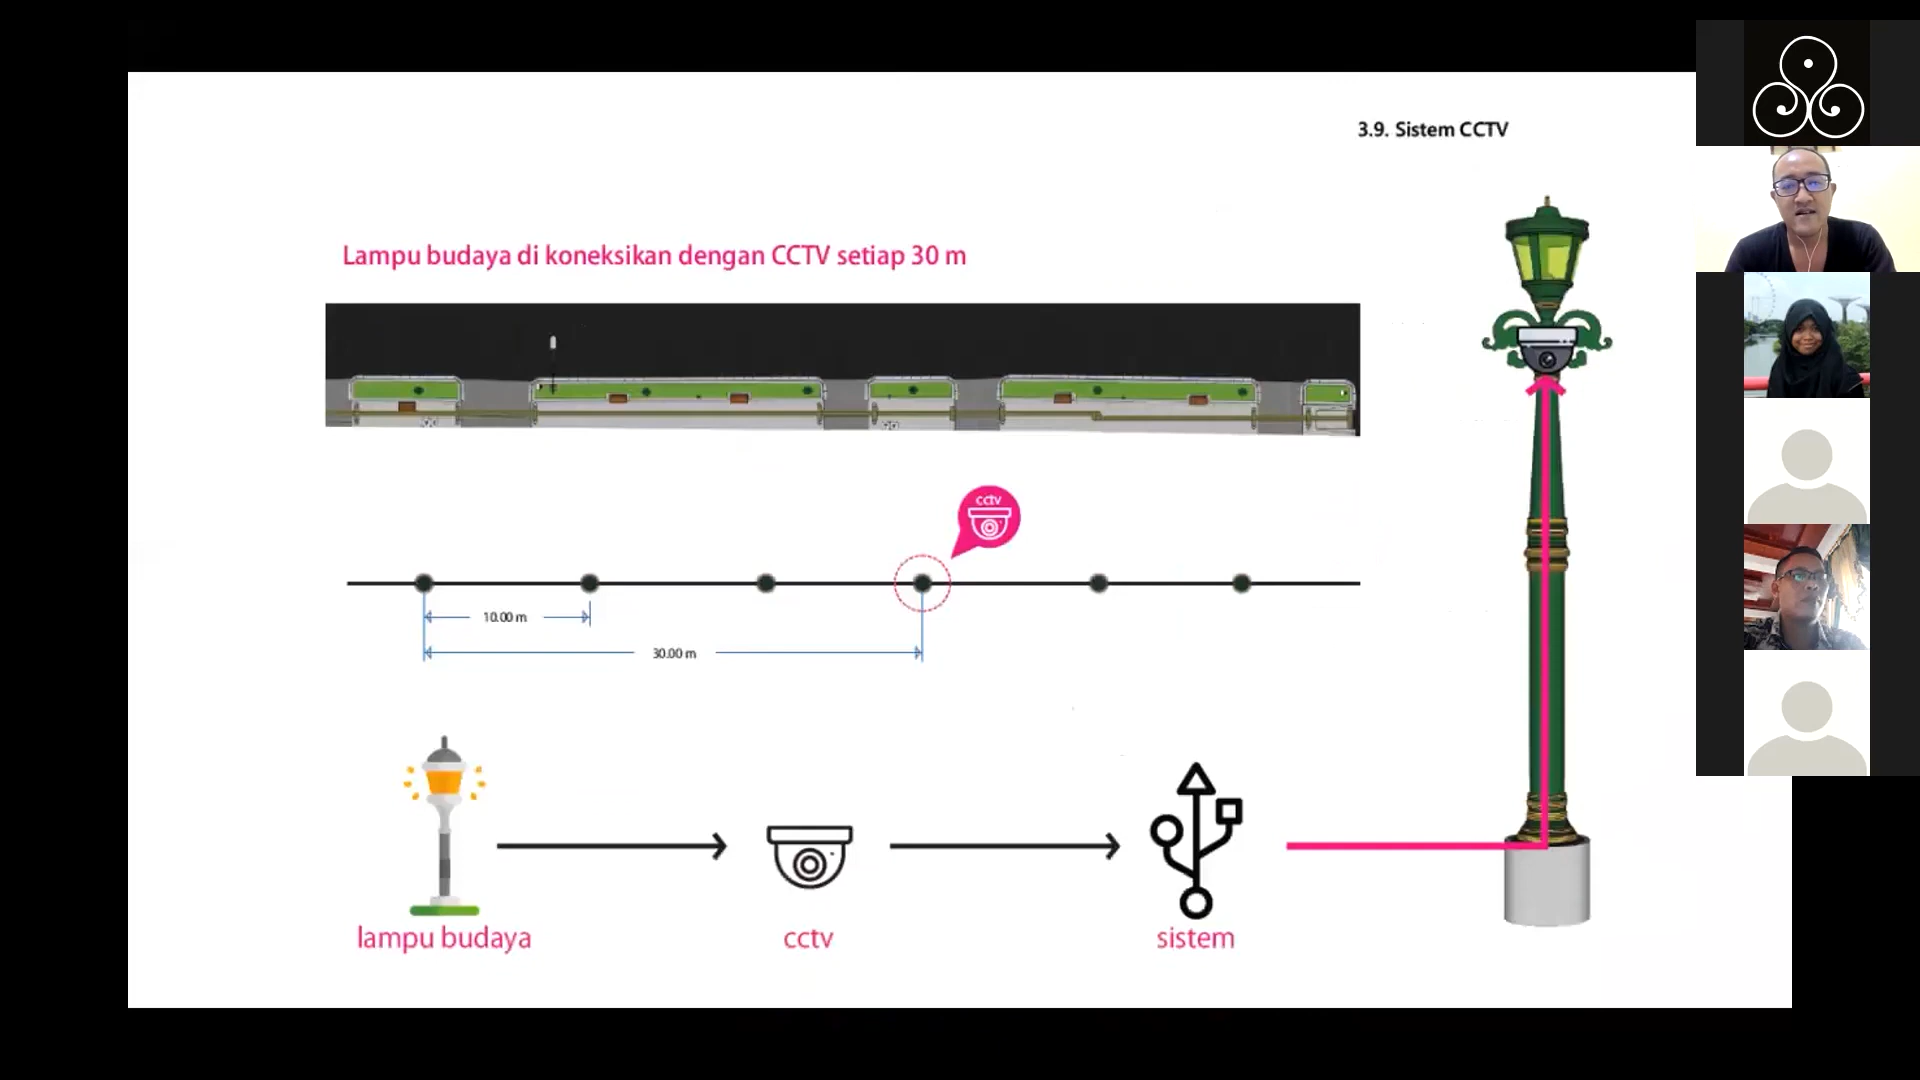 3.9. Sistem CCTV
Lampu budaya di koneksikan dengan CCTV setiap 30 m
cctv
10.00 m
30.00 m
lampu budaya
cctv
sistem